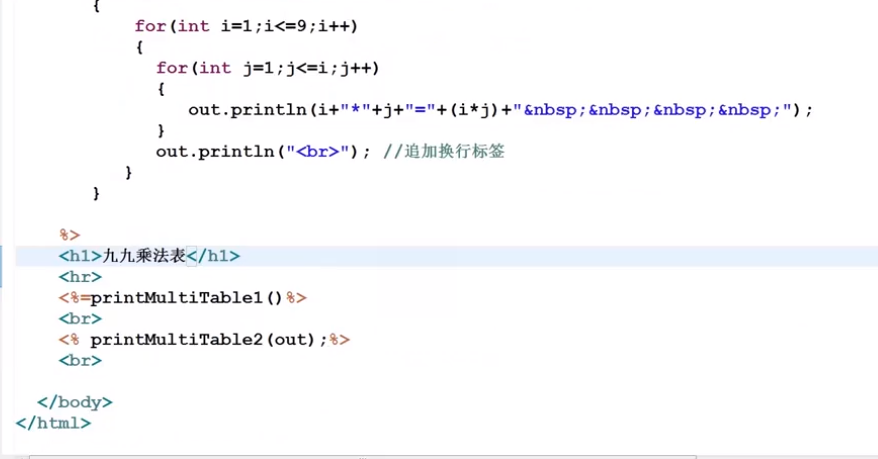 {
for(int i=1;i<=9;i++)
{
for(int j=1;j<=i;j++)
{
out.println(i+"*"+j+"="+(i*j)+"&nbsp;&nbsp;&nbsp;&nbsp;");
}
out.println("<br>"); //追加换行标签
}
}
%>
<h1>九九乘法表</h1>
<hr>
<%=printMultiTable1()%>
<br>
<% printMultiTable2(out);%>
<br>
</body>
</html>